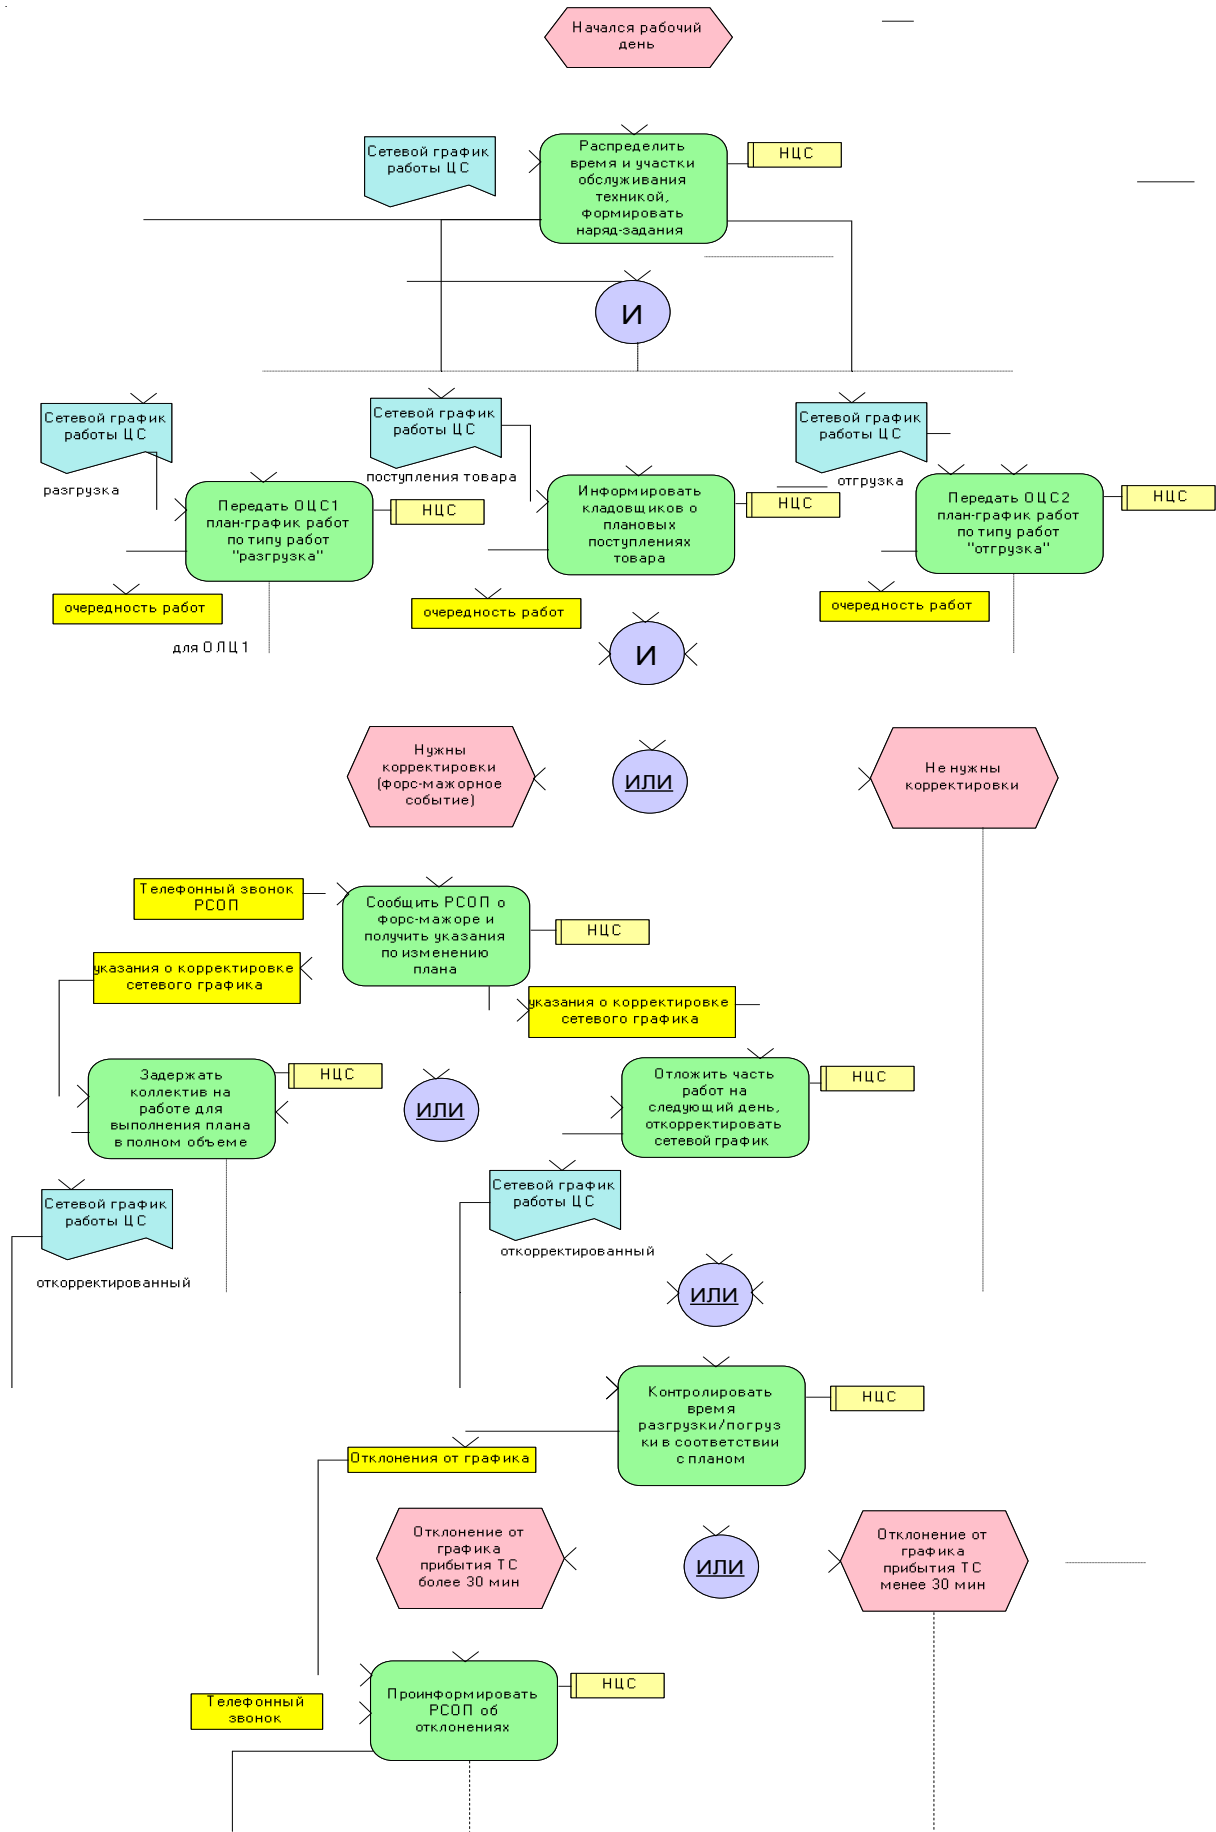 Начался рабочий
день
Сетевой график
работы ЦС
Распределить
время и участки
обслуживания
техникой,
формировать
наряд-задания
НЦС
И
Сетевой график
работы ЦС
разгрузка
Сетевой график
работы ЦС
поступления товара
Сетевой график
работы ЦС
отгрузка
Передать ОЦС1
план-график работ
по типу работ
"разгрузка"
НЦС
Информировать
кладовщиков о
плановых
поступлениях
товара
НЦС
Передать ОЦС2
план-график работ
по типу работ
"отгрузка"
НЦС
очередность работ
очередность работ
очередность работ
для ОЛЦ1
И
Нужны
корректировки
(форс-мажорное
событие)
ИЛИ
Не нужны
корректировки
Телефонный звонок
РСОП
Сообщить РСОП о
форс-мажоре и
получить указания
по изменению
плана
НЦС
указания о корректировке
сетевого графика
указания о корректировке
сетевого графика
Задержать
коллектив на
работе для
выполнения плана
в полном объеме
НЦС
ИЛИ
Отложить часть
работ на
следующий день,
откорректировать
сетевой график
НЦС
Сетевой график
работы ЦС
откорректированный
Сетевой график
работы ЦС
откорректированный
ИЛИ
Контролировать
время
разгрузки/погруз
ки в соответствии
с планом
НЦС
Отклонения от графика
Отклонение от
графика
прибытия ТС
более 30 мин
ИЛИ
Отклонение от
графика
прибытия ТС
менее 30 мин
Телефонный
звонок
Проинформировать
РСОП об
отклонениях
НЦС